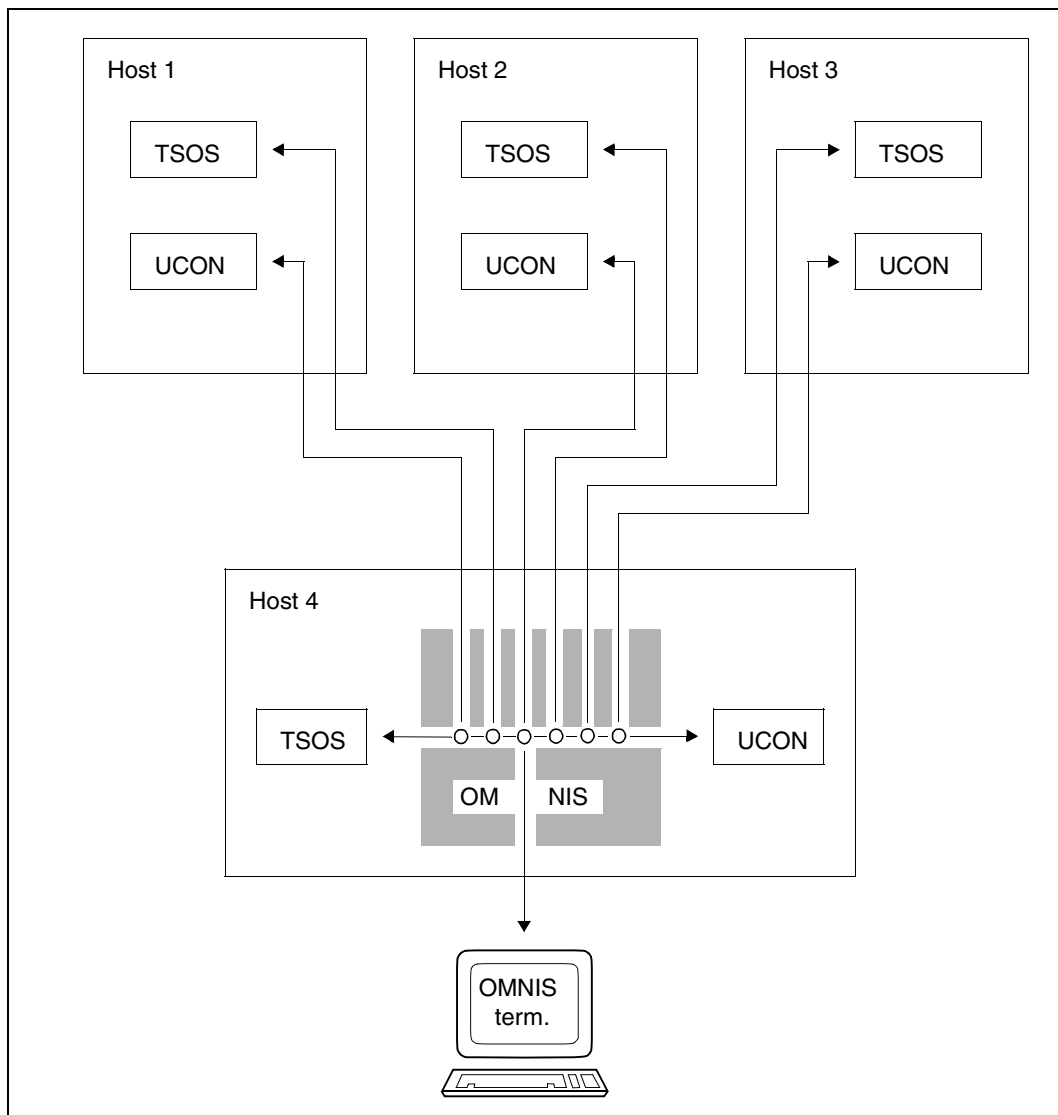 Host 1
Host 2
Host 3
TSOS
TSOS
TSOS
UCON
UCON
UCON
Host 4
TSOS
UCON
OM NIS
OMNIS
term.